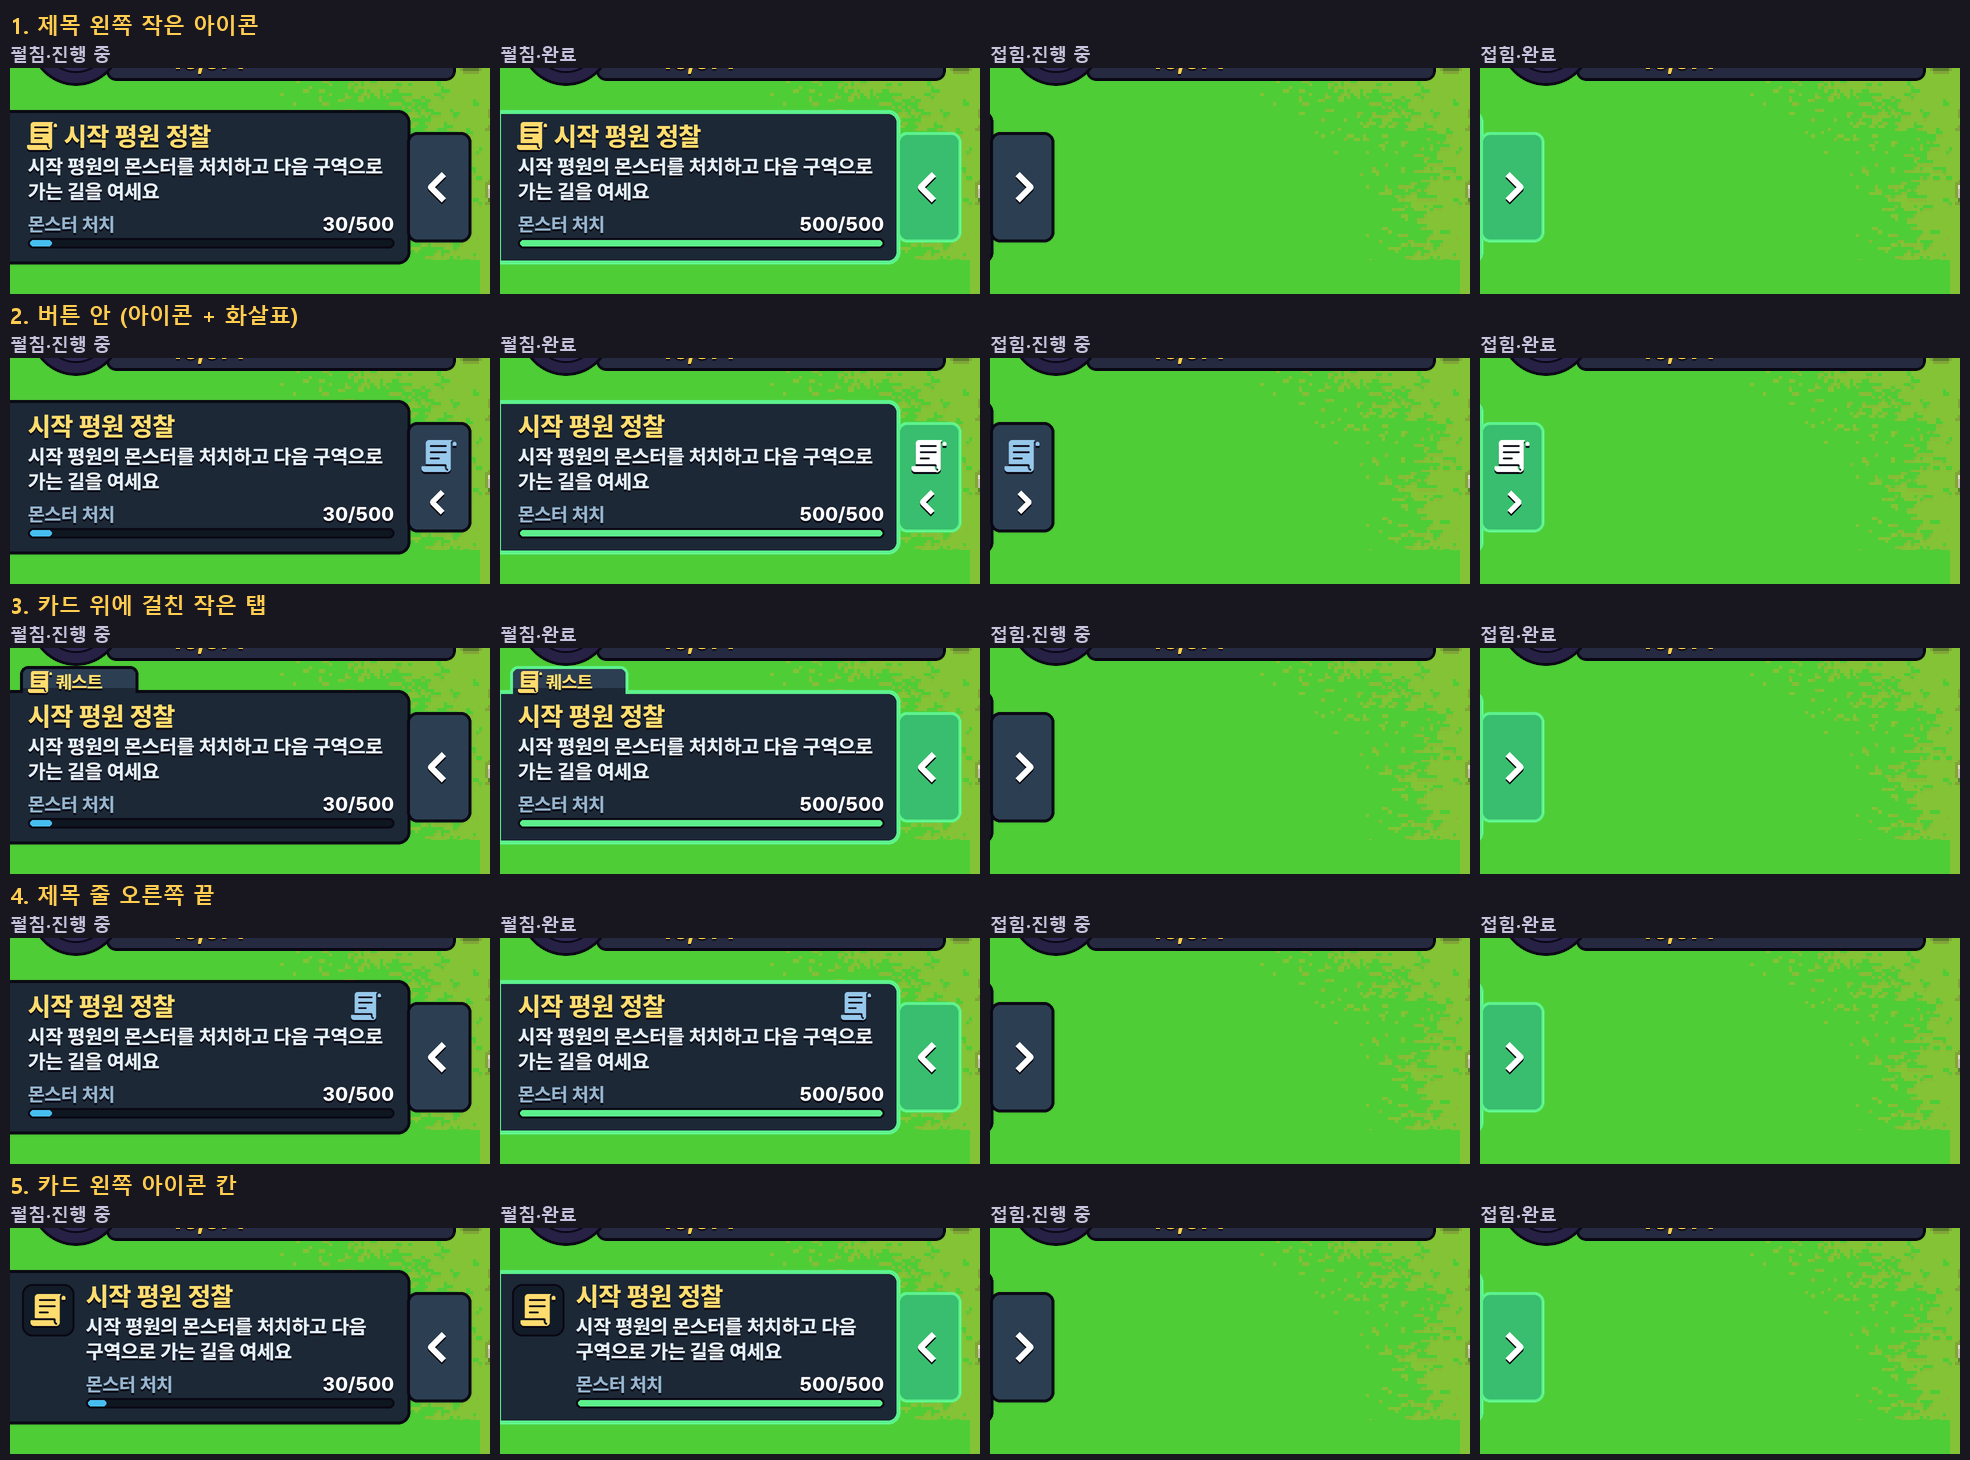 1. 제목 왼쪽 작은 아이콘
펼침·진행 중
펼침·완료
접힘·진행 중
접힘·완료
시작 평원 정찰
시작 평원의 몬스터를 처치하고 다음 구역으로
가는 길을 여세요
몬스터 처치 30/500
시작 평원 정찰
시작 평원의 몬스터를 처치하고 다음 구역으로
가는 길을 여세요
몬스터 처치 500/500
2. 버튼 안 (아이콘 + 화살표)
펼침·진행 중
펼침·완료
접힘·진행 중
접힘·완료
시작 평원 정찰
시작 평원의 몬스터를 처치하고 다음 구역으로
가는 길을 여세요
몬스터 처치 30/500
시작 평원 정찰
시작 평원의 몬스터를 처치하고 다음 구역으로
가는 길을 여세요
몬스터 처치 500/500
3. 카드 위에 걸친 작은 탭
펼침·진행 중
펼침·완료
접힘·진행 중
접힘·완료
퀘스트
시작 평원 정찰
시작 평원의 몬스터를 처치하고 다음 구역으로
가는 길을 여세요
몬스터 처치 30/500
퀘스트
시작 평원 정찰
시작 평원의 몬스터를 처치하고 다음 구역으로
가는 길을 여세요
몬스터 처치 500/500
4. 제목 줄 오른쪽 끝
펼침·진행 중
펼침·완료
접힘·진행 중
접힘·완료
시작 평원 정찰
시작 평원의 몬스터를 처치하고 다음 구역으로
가는 길을 여세요
몬스터 처치 30/500
시작 평원 정찰
시작 평원의 몬스터를 처치하고 다음 구역으로
가는 길을 여세요
몬스터 처치 500/500
5. 카드 왼쪽 아이콘 칸
펼침·진행 중
펼침·완료
접힘·진행 중
접힘·완료
시작 평원 정찰
시작 평원의 몬스터를 처치하고 다음
구역으로 가는 길을 여세요
몬스터 처치 30/500
시작 평원 정찰
시작 평원의 몬스터를 처치하고 다음
구역으로 가는 길을 여세요
몬스터 처치 500/500